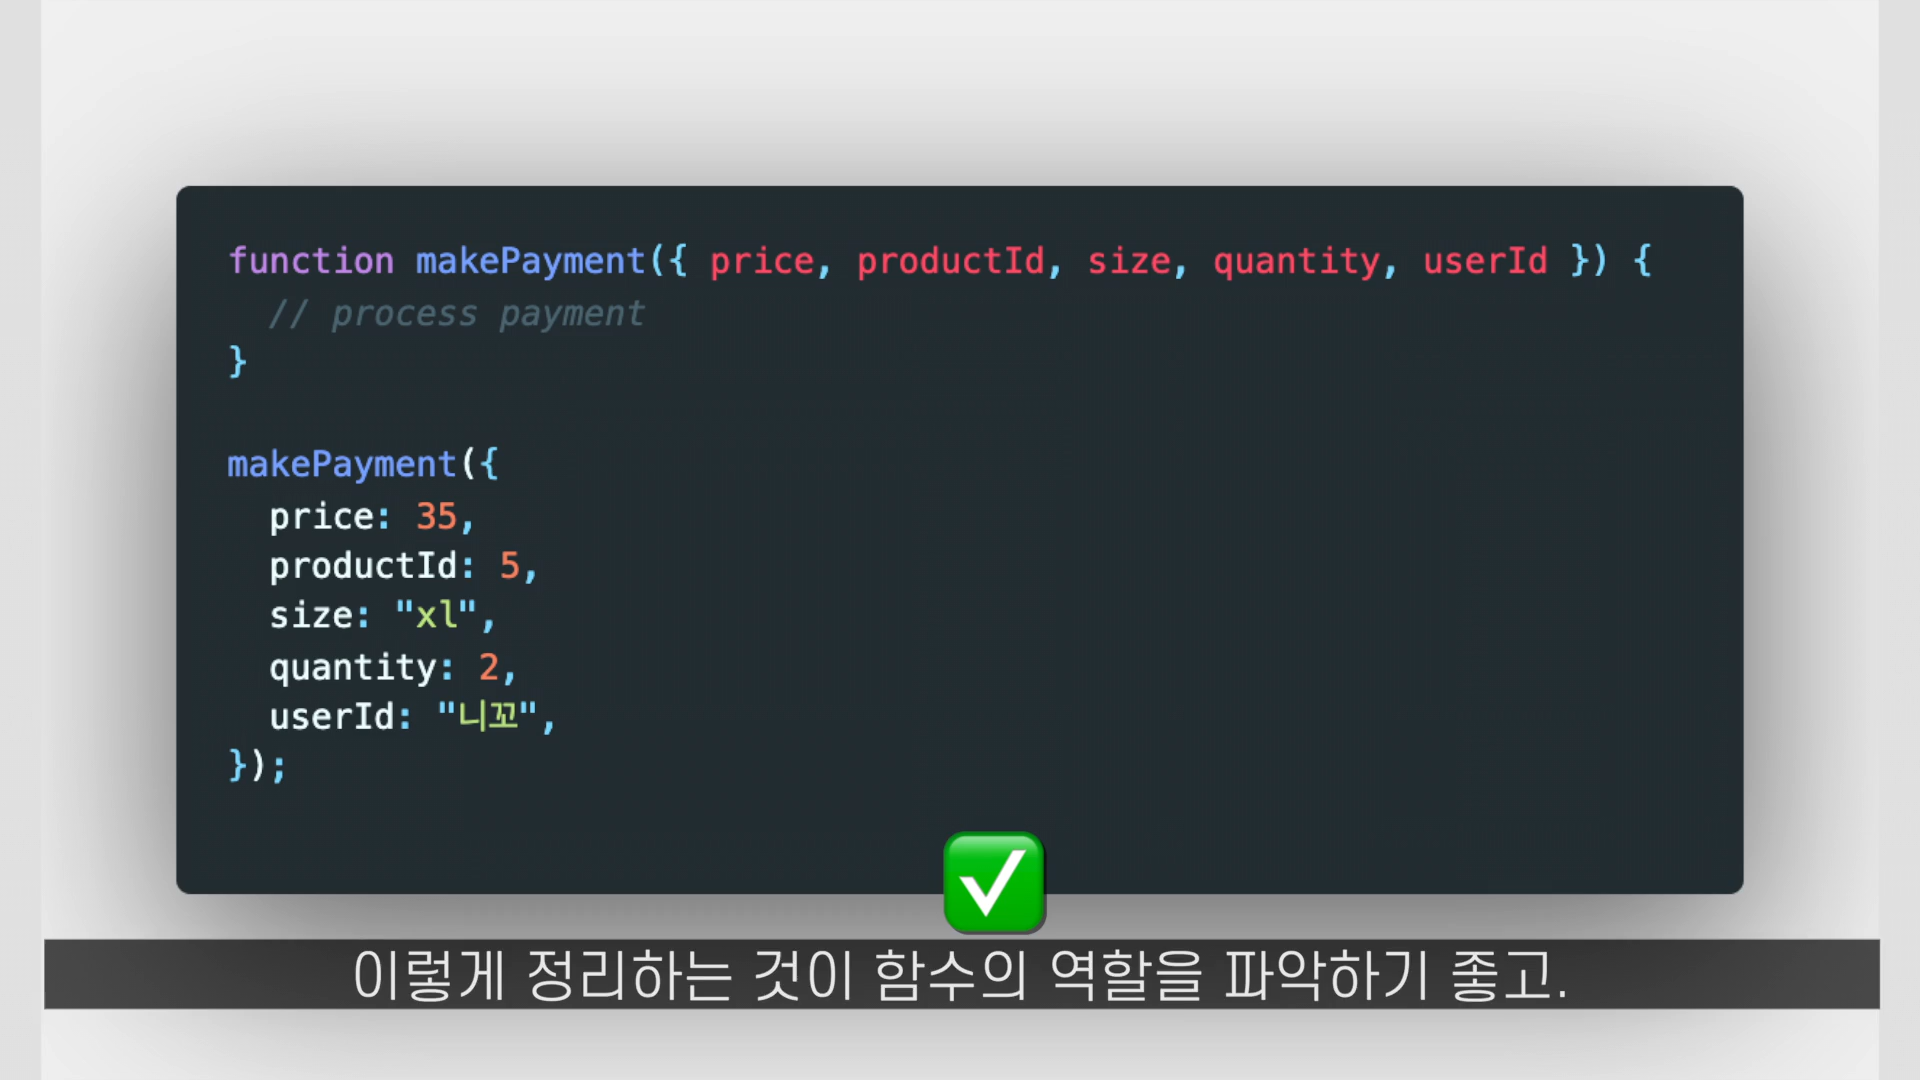 function makePayment({ price, productId, size, quantity, userId }) {
  // process payment
}
makePayment({
  price: 35,
  productId: 5,
  size: "xl",
  quantity: 2,
  userId: "니꼬",
});
이렇게 정리하는 것이 함수의 역할을 파악하기 좋고.